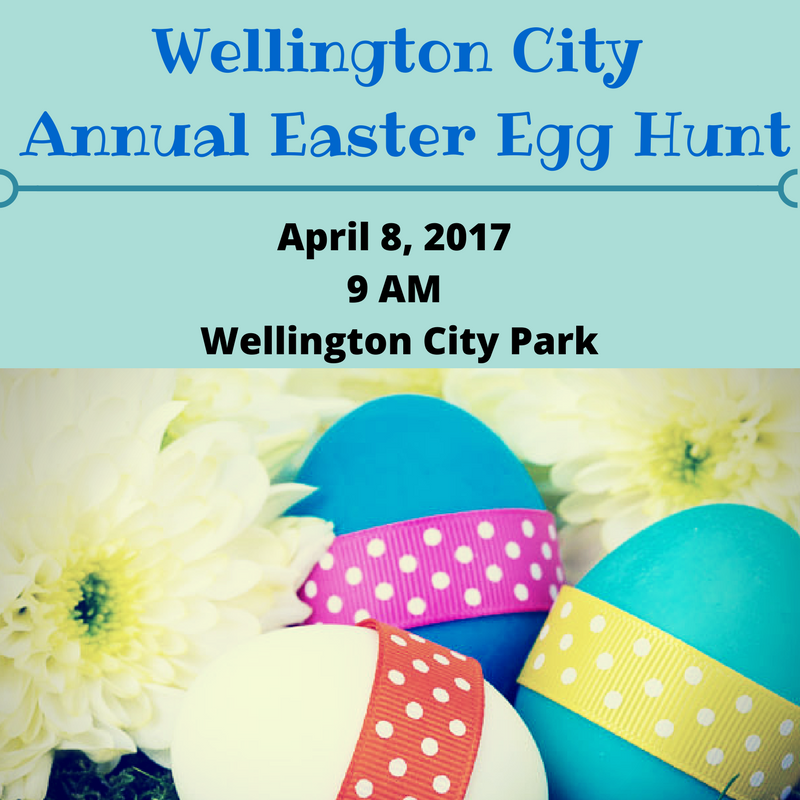 Wellington City
Annual Easter Egg Hunt
April 8, 2017
9 AM
Wellington City Park